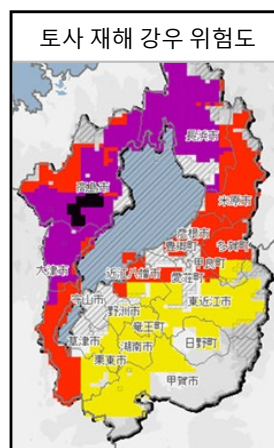 토사 재해 강우 위험도
長浜市
高島市
米原市
彦根市
豊郷町 多賀町
甲良町
大津市 近江八幡市 愛荘町
守山市 東近江市
野洲市
草津市 竜王町
湖南市 日野町
栗東市
甲賀市